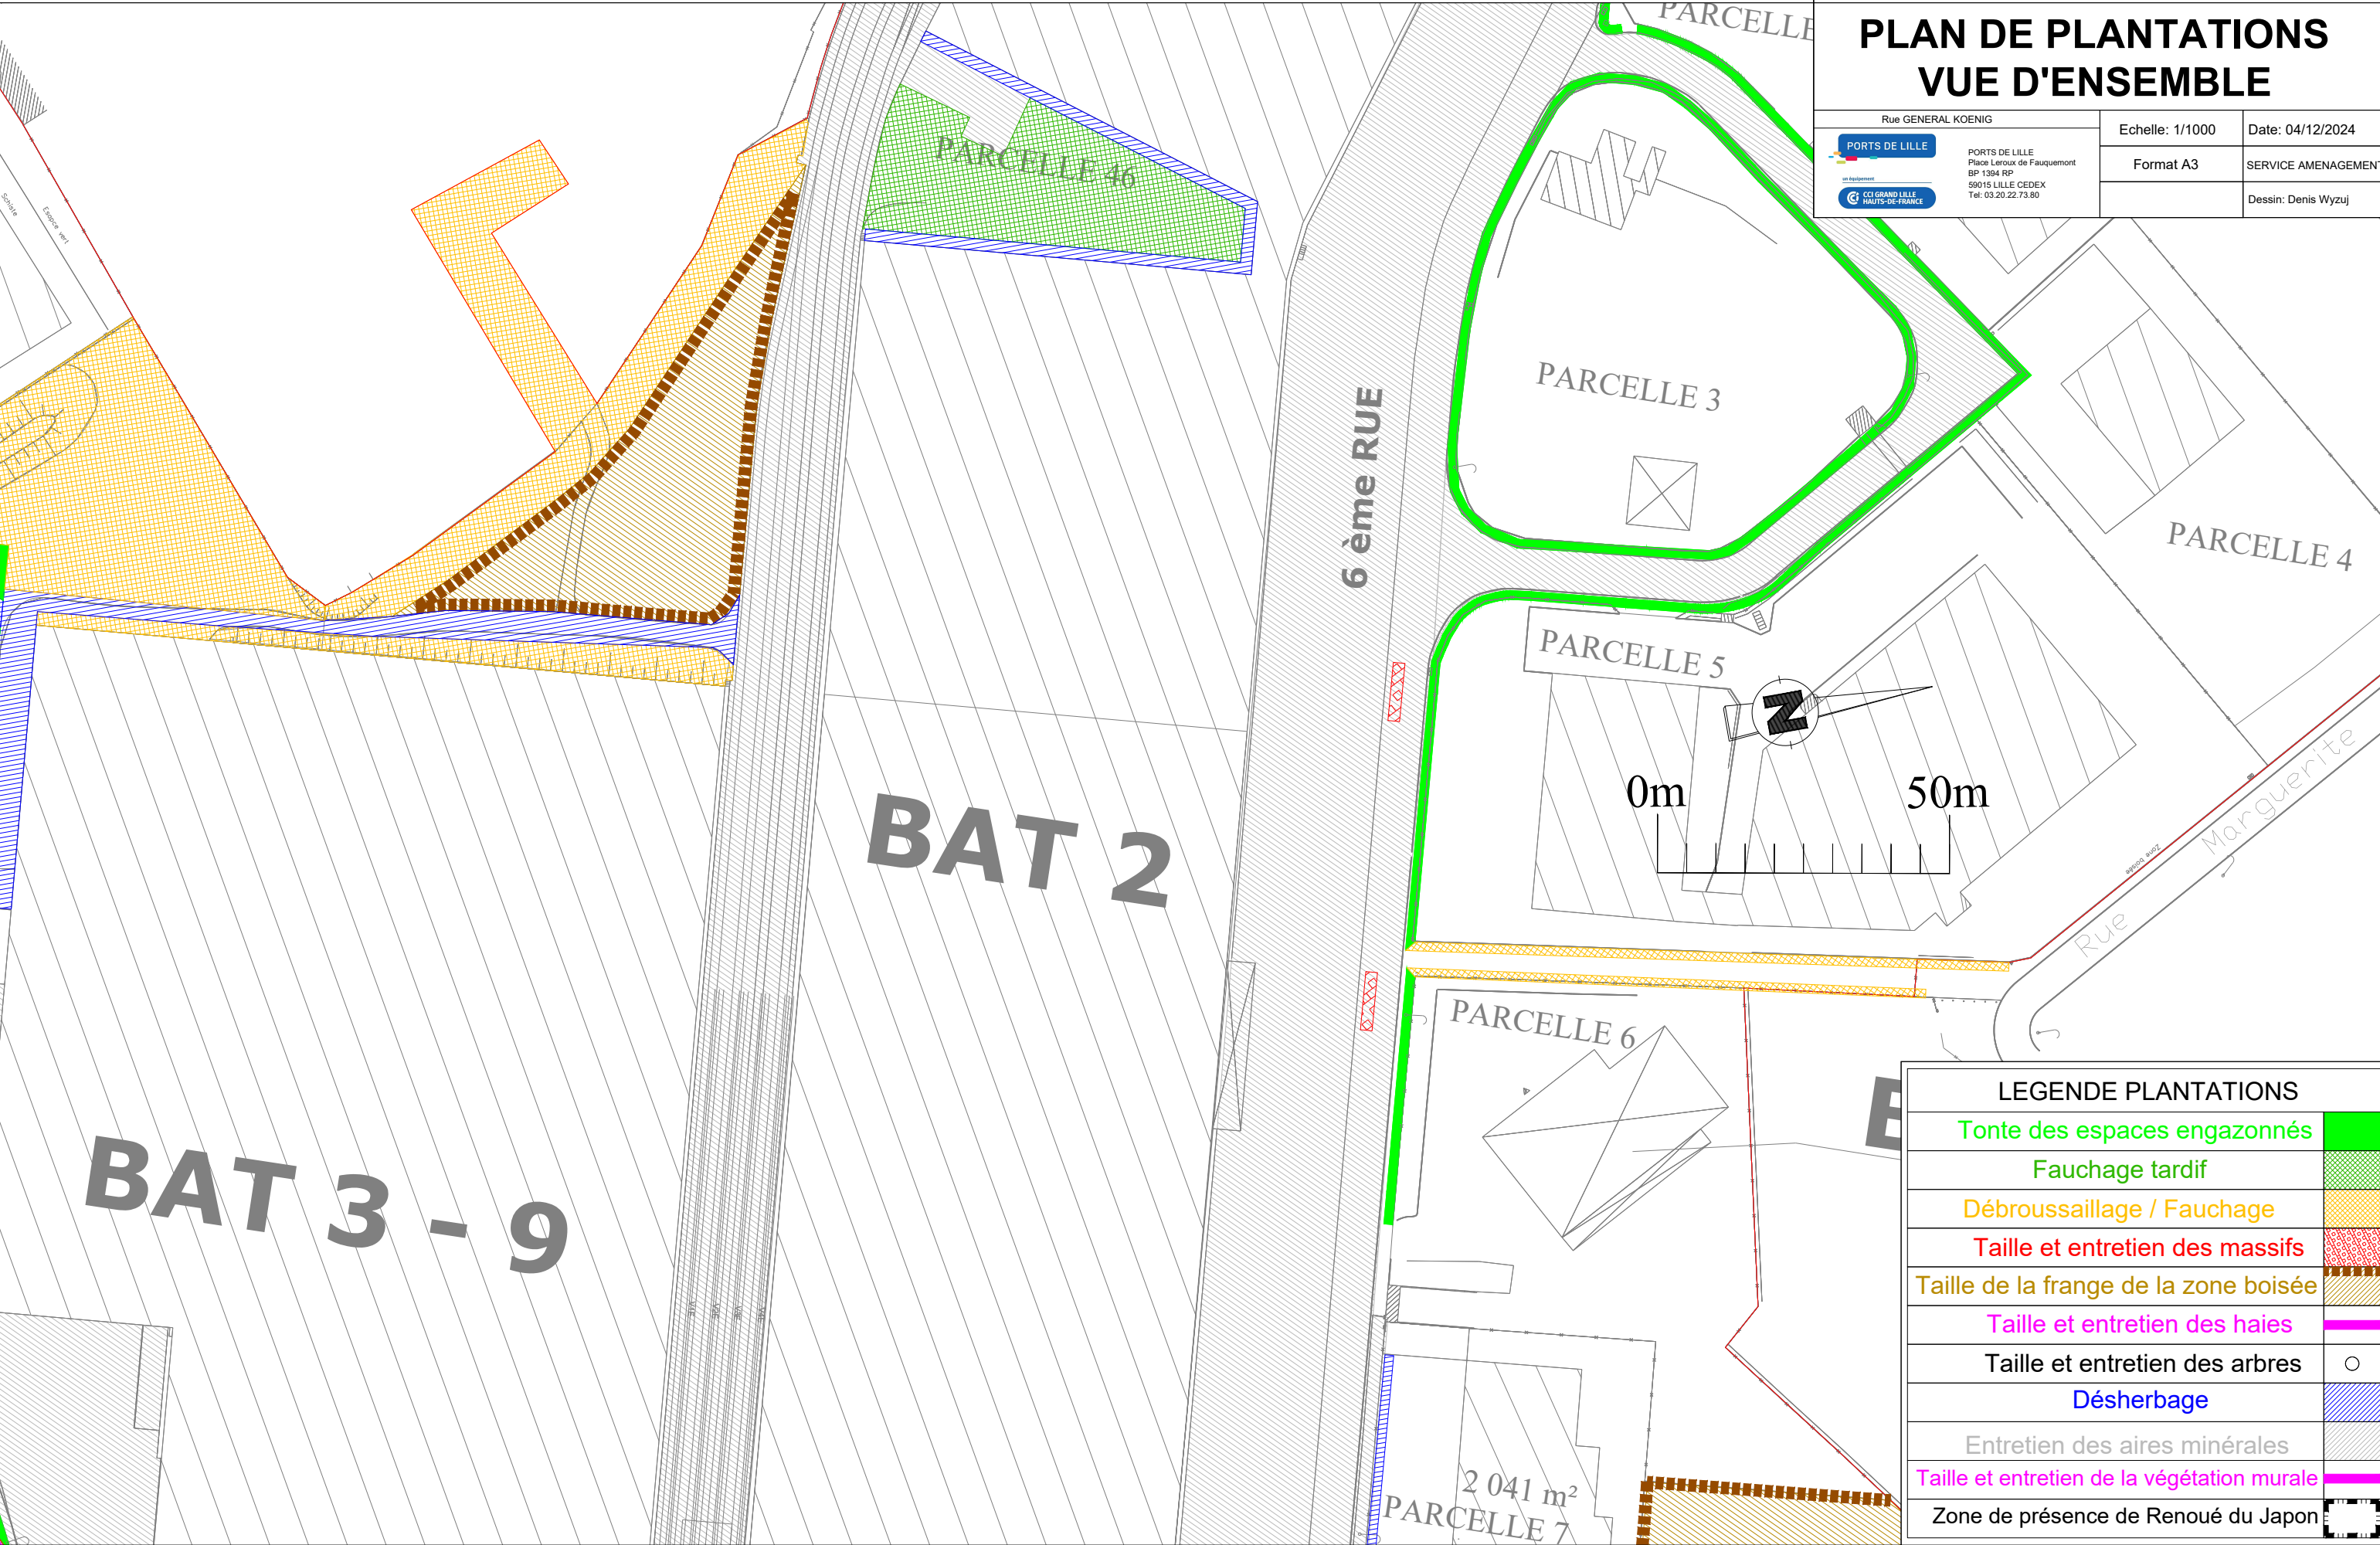 PARCELLE
PLAN DE PLANTATIONS
VUE D'ENSEMBLE
Rue GENERAL KOENIG
Echelle: 1/1000
Date: 04/12/2024
PORTS DE LILLE
un équipement
CCI GRAND LILLE
HAUTS-DE-FRANCE
PORTS DE LILLE
Place Leroux de Fauquemont
BP 1394 RP
59015 LILLE CEDEX
Tel: 03.20.22.73.80
Format A3
SERVICE AMENAGEMENT
Dessin: Denis Wyzuj
Schiste
Espace vert
PARCELLE 46
PARCELLE 3
6 ème RUE
PARCELLE 4
PARCELLE 5
N
0m
50m
BAT 2
Rue Marguerite
Zone boisée
PARCELLE 6
BAT 3 - 9
2 041 m²
PARCELLE 7
LEGENDE PLANTATIONS
Tonte des espaces engazonnés
Fauchage tardif
Débroussaillage / Fauchage
Taille et entretien des massifs
Taille de la frange de la zone boisée
Taille et entretien des haies
Taille et entretien des arbres
Désherbage
Entretien des aires minérales
Taille et entretien de la végétation murale
Zone de présence de Renoué du Japon